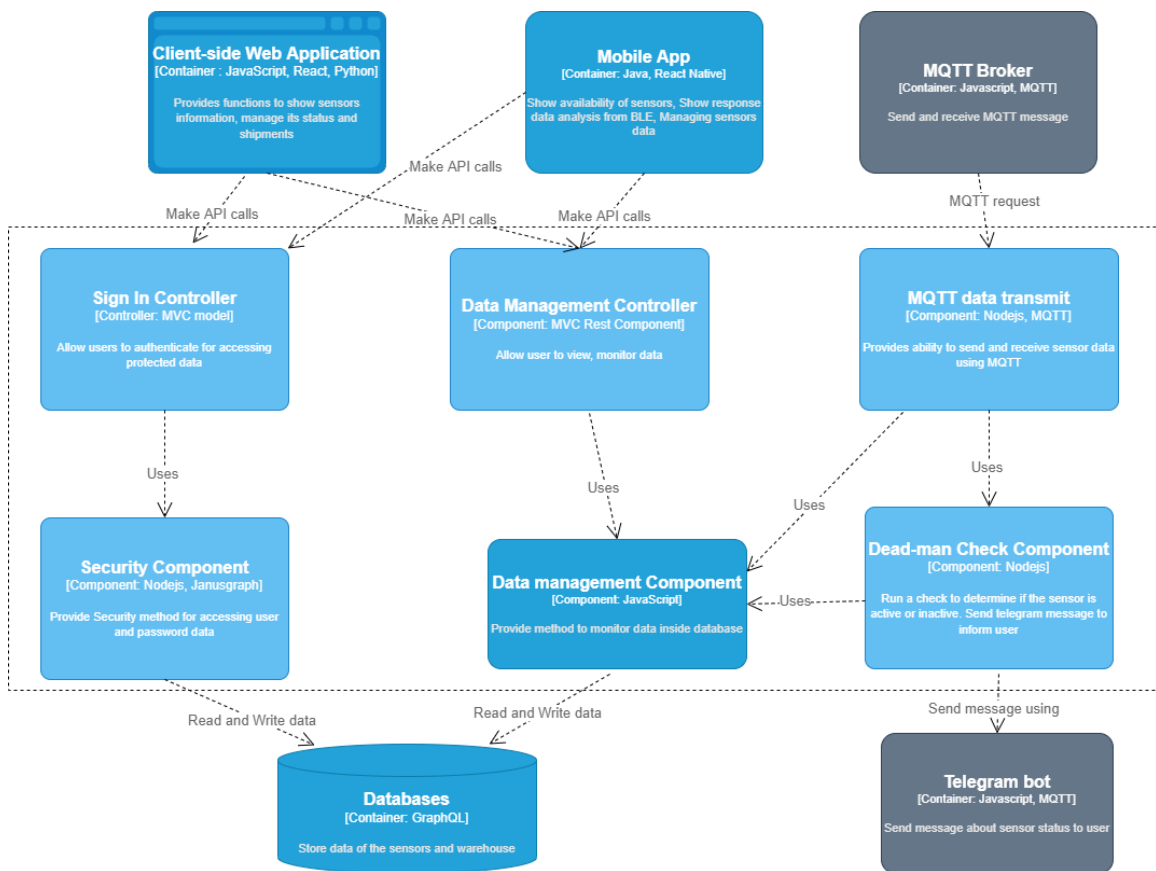 Client-side Web Application
[Container : JavaScript, React, Python]
Provides functions to show sensors
information, manage its status and
shipments
Mobile App
[Container: Java, React Native]
Show availability of sensors, Show response
data analysis from BLE, Managing sensors
data
MQTT Broker
[Container: Javascript, MQTT]
Send and receive MQTT message
Make API calls
Make API calls
Make API calls
Make API calls
MQTT request
Sign In Controller
[Controller: MVC model]
Allow users to authenticate for accessing
protected data
Data Management Controller
[Component: MVC Rest Component]
Allow user to view, monitor data
MQTT data transmit
[Component: Nodejs, MQTT]
Provides ability to send and receive sensor data
using MQTT
Uses
Uses
Uses
Uses
Security Component
[Component: Nodejs, Janusgraph]
Provide Security method for accessing user
and password data
Data management Component
[Component: JavaScript]
Provide method to monitor data inside database
Uses
Dead-man Check Component
[Component: Nodejs]
Run a check to determine if the sensor is
active or inactive. Send telegram message to
inform user
Read and Write data
Read and Write data
Send message using
Databases
[Container: GraphQL]
Store data of the sensors and warehouse
Telegram bot
[Container: Javascript, MQTT]
Send message about sensor status to user